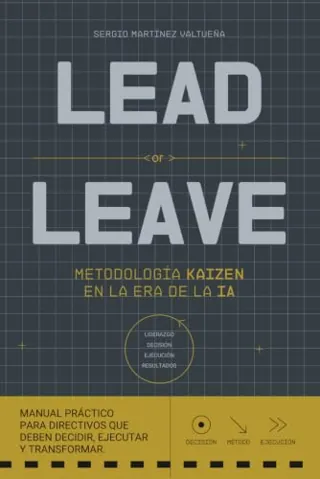 SERGIO MARTÍNEZ VALTUEÑA
LEAD
<or>
LEAVE
METODOLOGÍA KAIZEN
EN LA ERA DE LA IA
LIDERAZGO
DECISIÓN
EJECUCIÓN
RESULTADOS
MANUAL PRÁCTICO
PARA DIRECTIVOS QUE
DEBEN DECIDIR, EJECUTAR
Y TRANSFORMAR.
DECISIÓN MÉTODO EJECUCIÓN